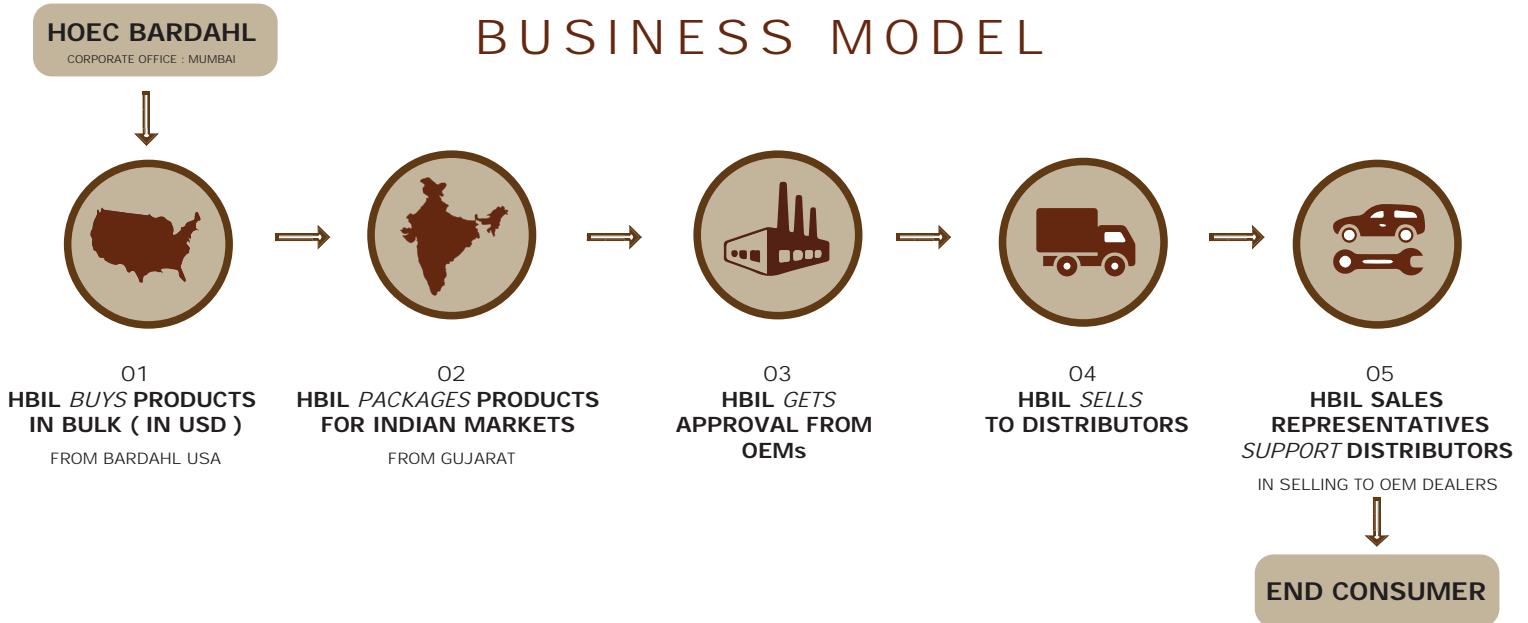 HOEC BARDAHL
CORPORATE OFFICE : MUMBAI
BUSINESS MODEL
01
HBIL BUYS PRODUCTS
IN BULK ( IN USD )
FROM BARDAHL USA
02
HBIL PACKAGES PRODUCTS
FOR INDIAN MARKETS
FROM GUJARAT
03
HBIL GETS
APPROVAL FROM
OEMs
04
HBIL SELLS
TO DISTRIBUTORS
05
HBIL SALES
REPRESENTATIVES
SUPPORT DISTRIBUTORS
IN SELLING TO OEM DEALERS
END CONSUMER